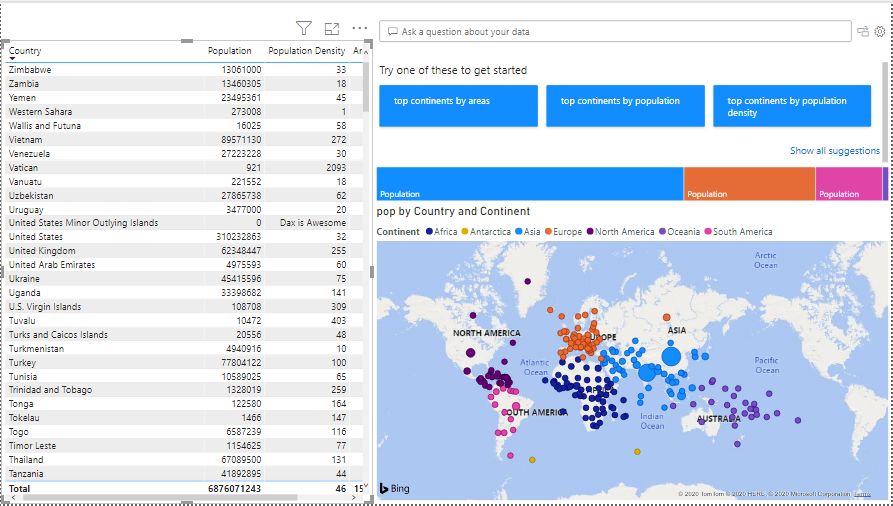 Country Population Population Density Ar
Zimbabwe 13061000 33
Zambia 13460305 18
Yemen 23495361 45
Western Sahara 273008 1
Wallis and Futuna 16025 58
Vietnam 89571130 272
Venezuela 27223228 30
Vatican 921 2093
Vanuatu 221552 18
Uzbekistan 27865738 62
Uruguay 3477000 20
United States Minor Outlying Islands 0 Dax is Awesome
United States 310232863 32
United Kingdom 62348447 255
United Arab Emirates 4975593 60
Ukraine 45415596 75
Uganda 33398682 141
U.S. Virgin Islands 108708 309
Tuvalu 10472 403
Turks and Caicos Islands 20556 48
Turkmenistan 4940916 10
Turkey 77804122 100
Tunisia 10589025 65
Trinidad and Tobago 1328019 259
Tonga 122580 164
Tokelau 1466 147
Togo 6587239 116
Timor Leste 1154625 77
Thailand 67089500 131
Tanzania 41892895 44
Total 6876071243 46 15
Ask a question about your data
Try one of these to get started
top continents by areas
top continents by population
top continents by population
density
Show all suggestions
Population Population Population
pop by Country and Continent
Continent Africa Antarctica Asia Europe North America Oceania South America
Arctic
Ocean
NORTH AMERICA
EUROPE
ASIA
Atlantic
Ocean
Pacific
Ocean
SOUTH AMERICA
Indian
Ocean
AUSTRALIA
Bing
© 2020 TomTom © 2020 HERE, © 2020 Microsoft Corporation Terms